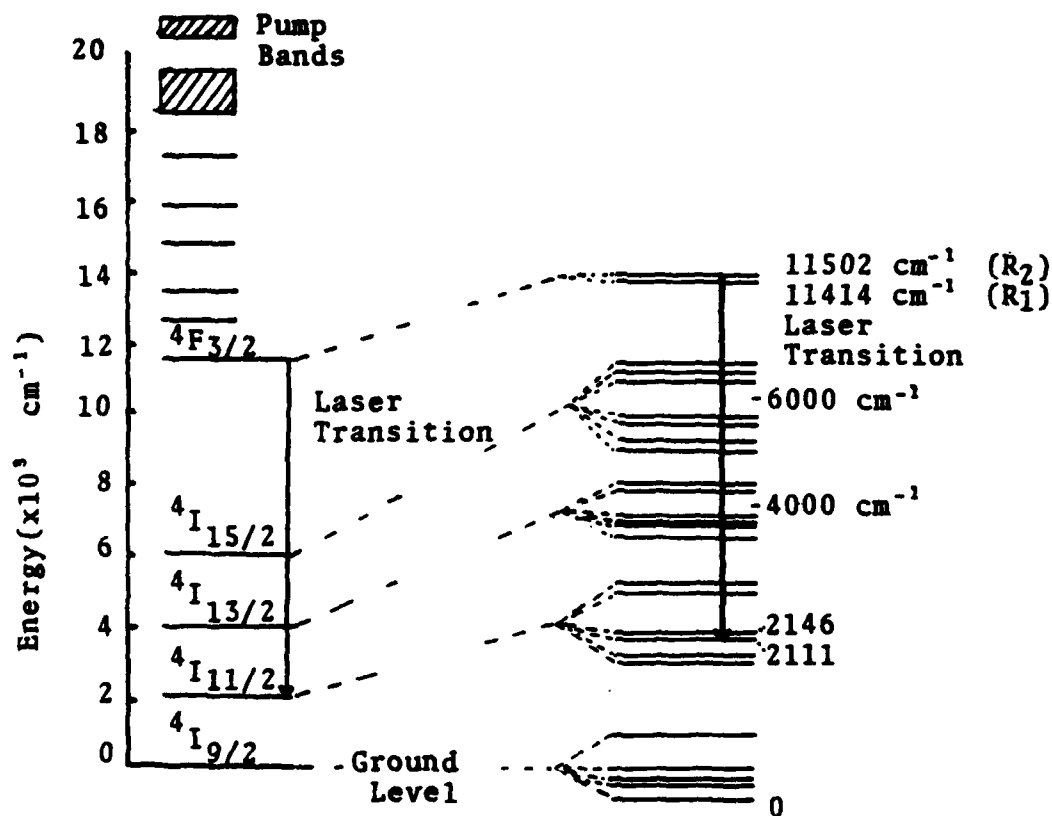 Pump
Bands
20
18
16
14
12
10
8
6
4
2
0
Energy(x10³ cm⁻¹)
⁴F3/2
Laser
Transition
⁴I15/2
⁴I13/2
⁴I11/2
⁴I9/2
Ground
Level
11502 cm⁻¹ (R₂)
11414 cm⁻¹ (R₁)
Laser
Transition
6000 cm⁻¹
4000 cm⁻¹
2146
2111
0